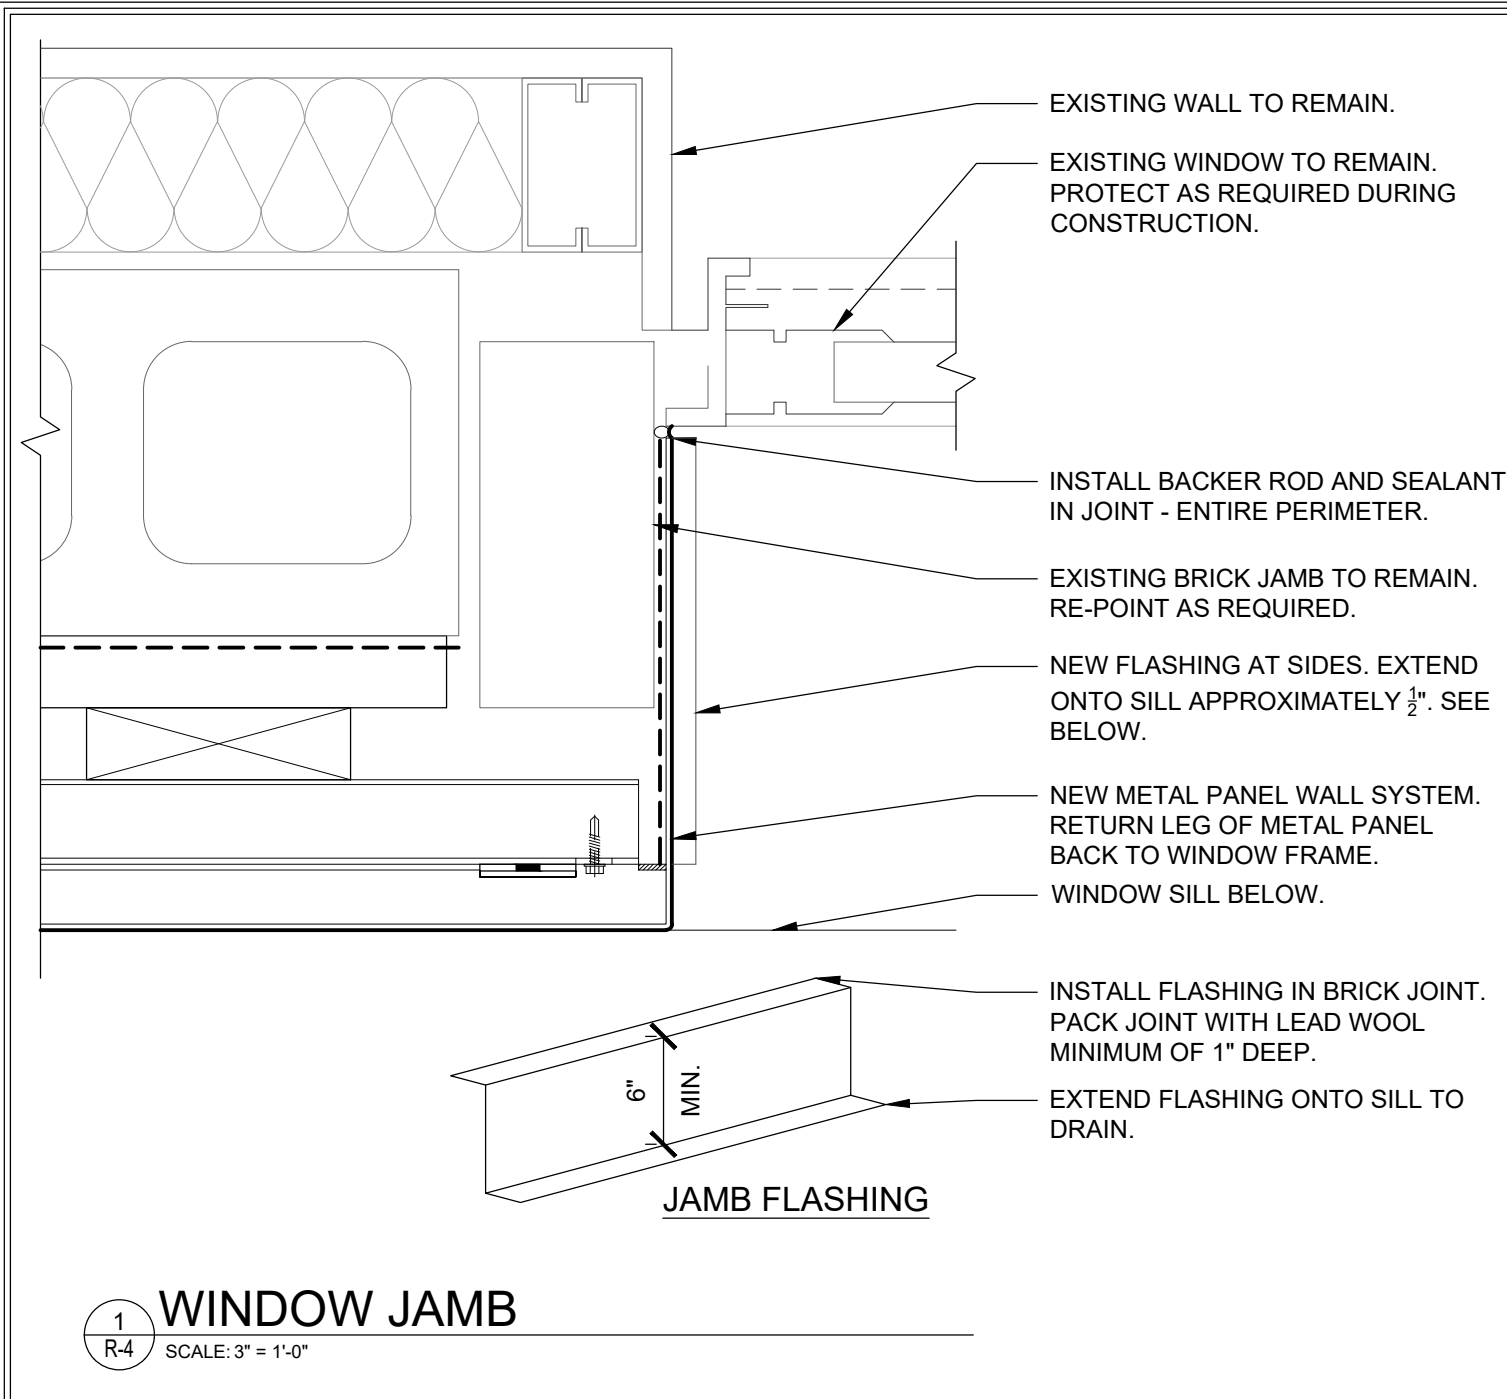 EXISTING WALL TO REMAIN.
EXISTING WINDOW TO REMAIN.
PROTECT AS REQUIRED DURING
CONSTRUCTION.
INSTALL BACKER ROD AND SEALANT
IN JOINT - ENTIRE PERIMETER.
EXISTING BRICK JAMB TO REMAIN.
RE-POINT AS REQUIRED.
NEW FLASHING AT SIDES. EXTEND
ONTO SILL APPROXIMATELY ½". SEE
BELOW.
NEW METAL PANEL WALL SYSTEM.
RETURN LEG OF METAL PANEL
BACK TO WINDOW FRAME.
WINDOW SILL BELOW.
INSTALL FLASHING IN BRICK JOINT.
PACK JOINT WITH LEAD WOOL
MINIMUM OF 1" DEEP.
EXTEND FLASHING ONTO SILL TO
DRAIN.
6"
MIN.
JAMB FLASHING
1
R-4
WINDOW JAMB
SCALE: 3" = 1'-0"